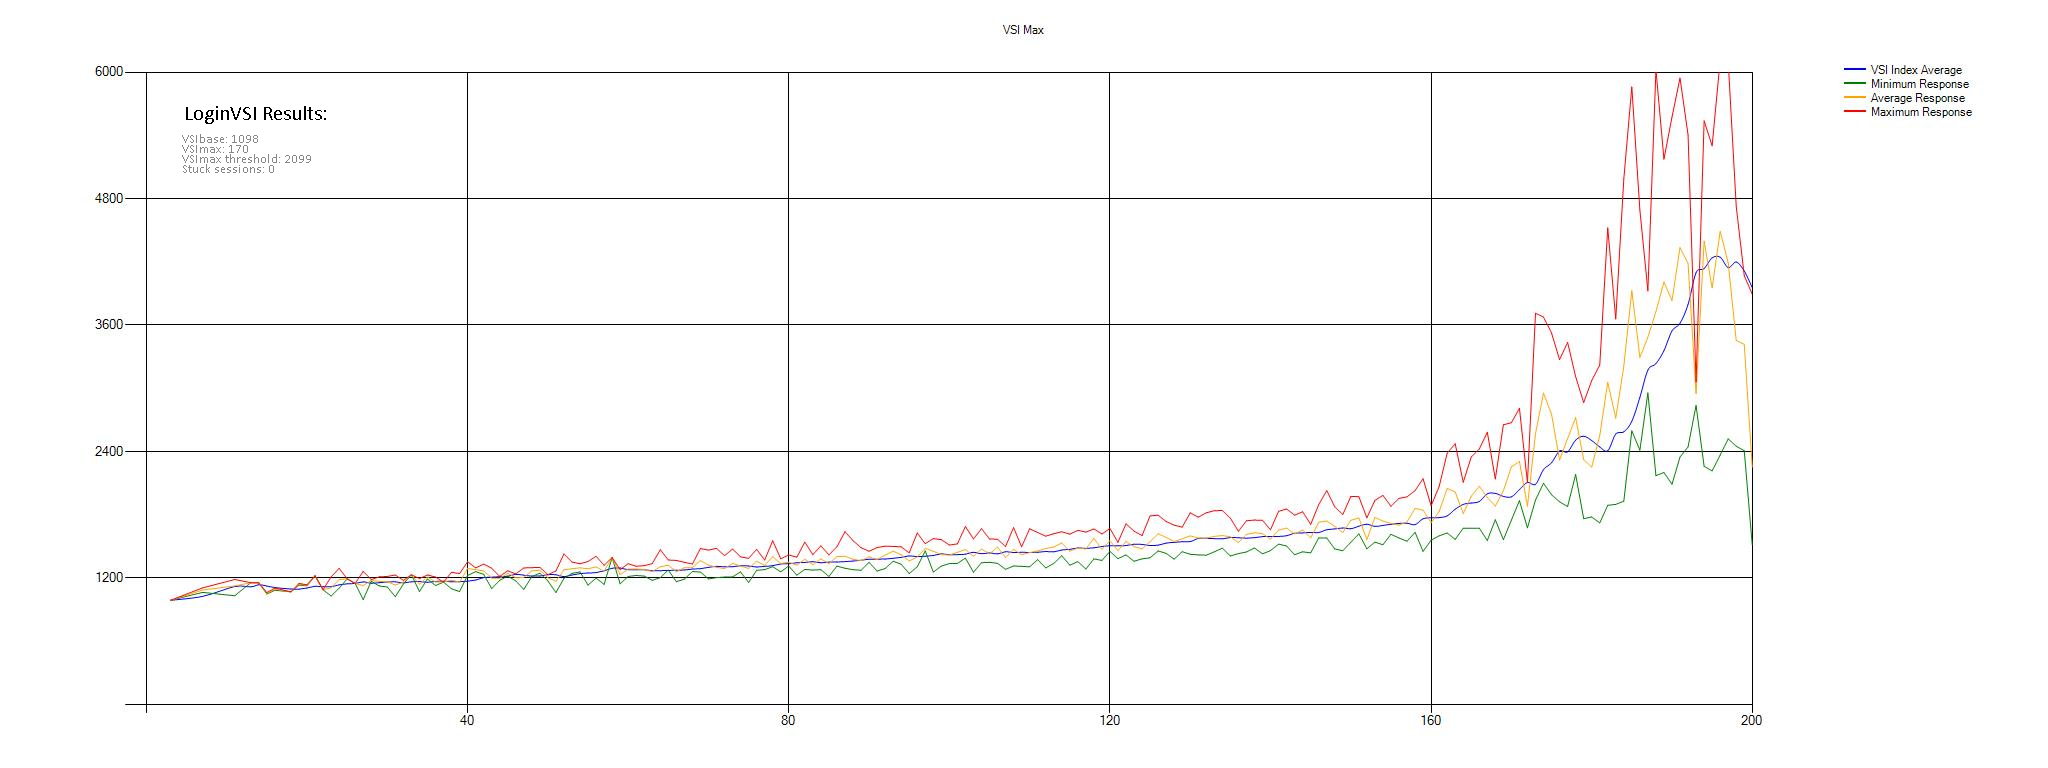 VSI Max
6000
4800
3600
2400
1200
LoginVSI Results:
VSIbase: 1098
VSImax: 170
VSImax threshold: 2099
Stuck sessions: 0
VSI Index Average
Minimum Response
Average Response
Maximum Response
40
80
120
160
200